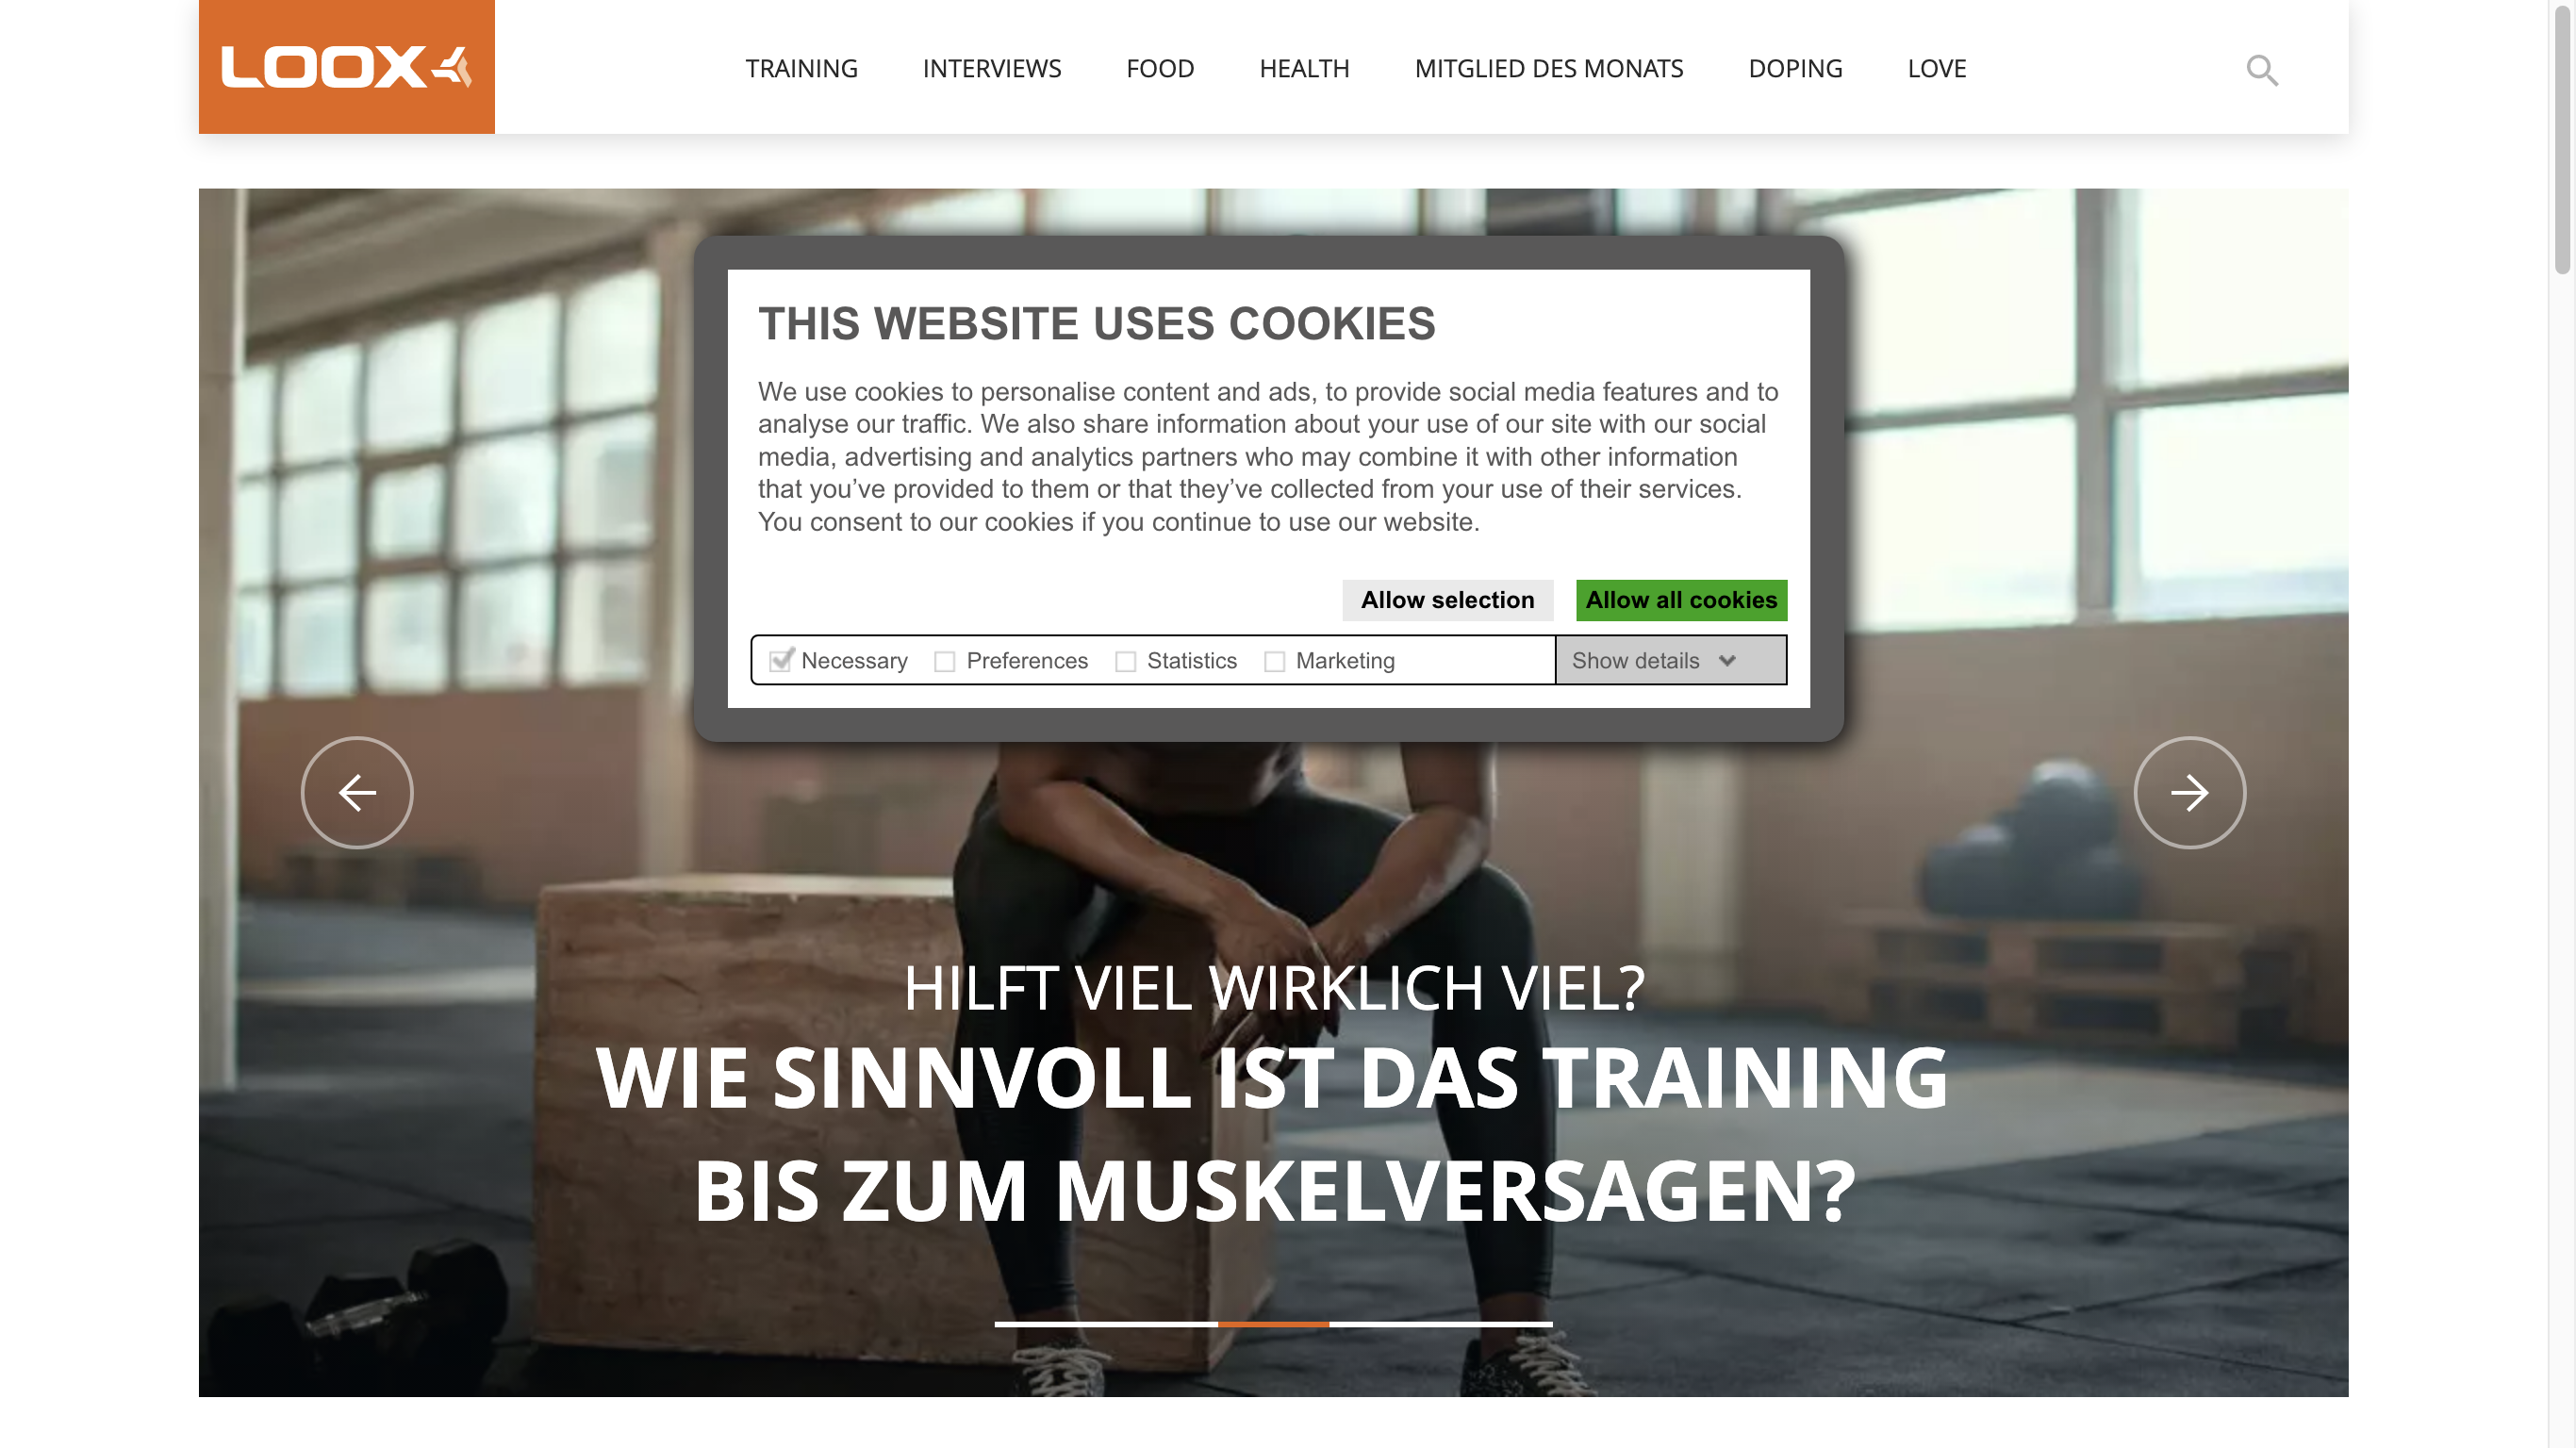 LOOX
TRAINING
INTERVIEWS
FOOD
HEALTH
MITGLIED DES MONATS
DOPING
LOVE
THIS WEBSITE USES COOKIES
We use cookies to personalise content and ads, to provide social media features and to
analyse our traffic. We also share information about your use of our site with our social
media, advertising and analytics partners who may combine it with other information
that you’ve provided to them or that they’ve collected from your use of their services.
You consent to our cookies if you continue to use our website.
Allow selection
Allow all cookies
Necessary
Preferences
Statistics
Marketing
Show details
HILFT VIEL WIRKLICH VIEL?
WIE SINNVOLL IST DAS TRAINING
BIS ZUM MUSKELVERSAGEN?